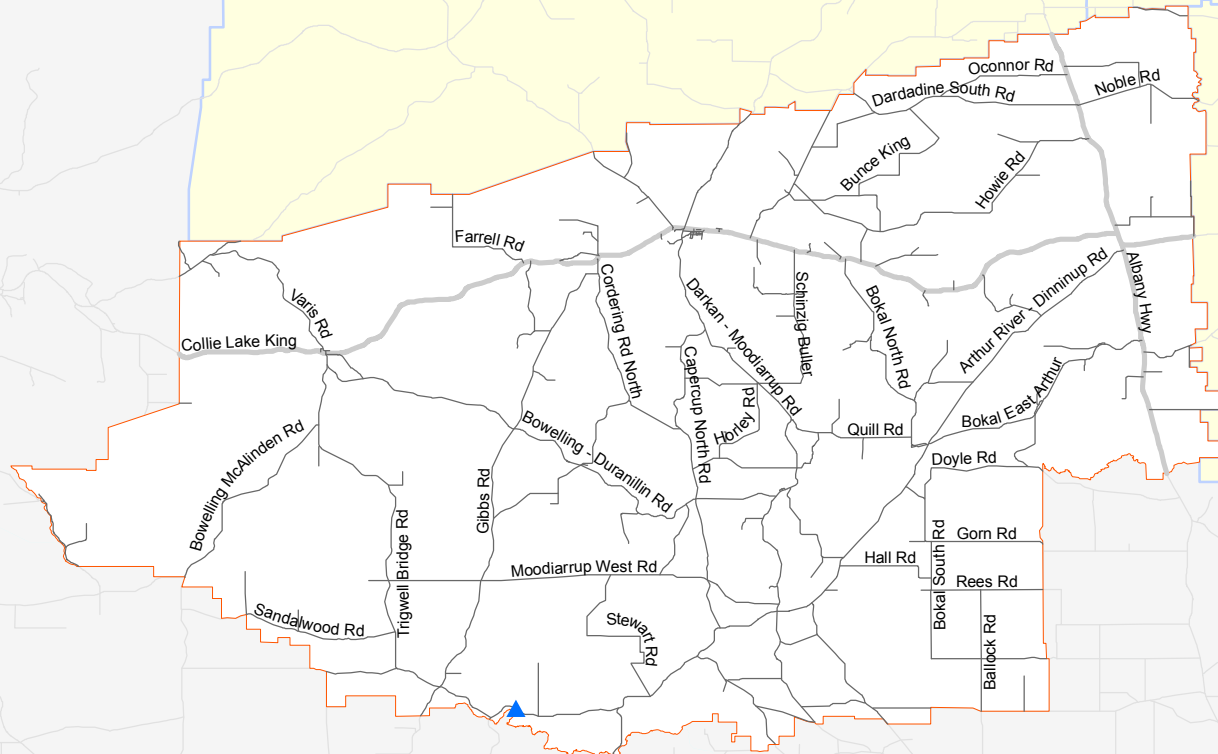 Oconnor Rd
Dardadine South Rd
Noble Rd
Bunce King
Howie Rd
Farrell Rd
Cordering Rd North
Varis Rd
Collie Lake King
Darkan - Moodiarrup Rd
Schinzig Buller
Bokal North Rd
Arthur River - Dinninup Rd
Albany Hwy
Capercup North Rd
Horley Rd
Bokal East Arthur
Quill Rd
Bowelling McAlinden Rd
Bowelling - Duranillin Rd
Doyle Rd
Gibbs Rd
Trigwell Bridge Rd
Gorn Rd
Bokal South Rd
Hall Rd
Moodiarrup West Rd
Rees Rd
Sandalwood Rd
Stewart Rd
Ballock Rd